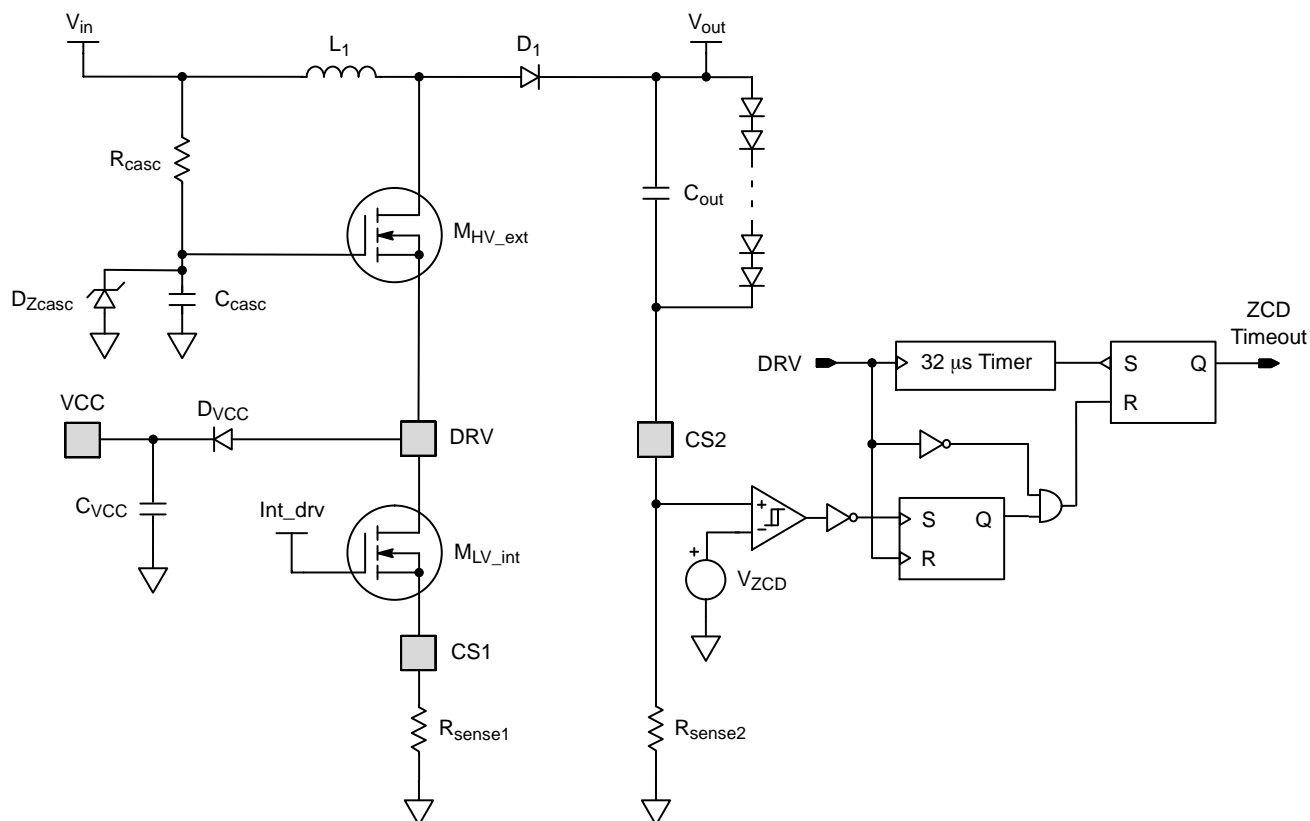 Vin
L1
D1
Vout
Rcasc
MHV_ext
Cout
DZcasc
Ccasc
ZCD
Timeout
DRV
32 μs Timer
S
Q
R
VCC
DVCC
DRV
CS2
CVCC
Int_drv
MLV_int
+
−
S
Q
R
+
VZCD
CS1
Rsense1
Rsense2